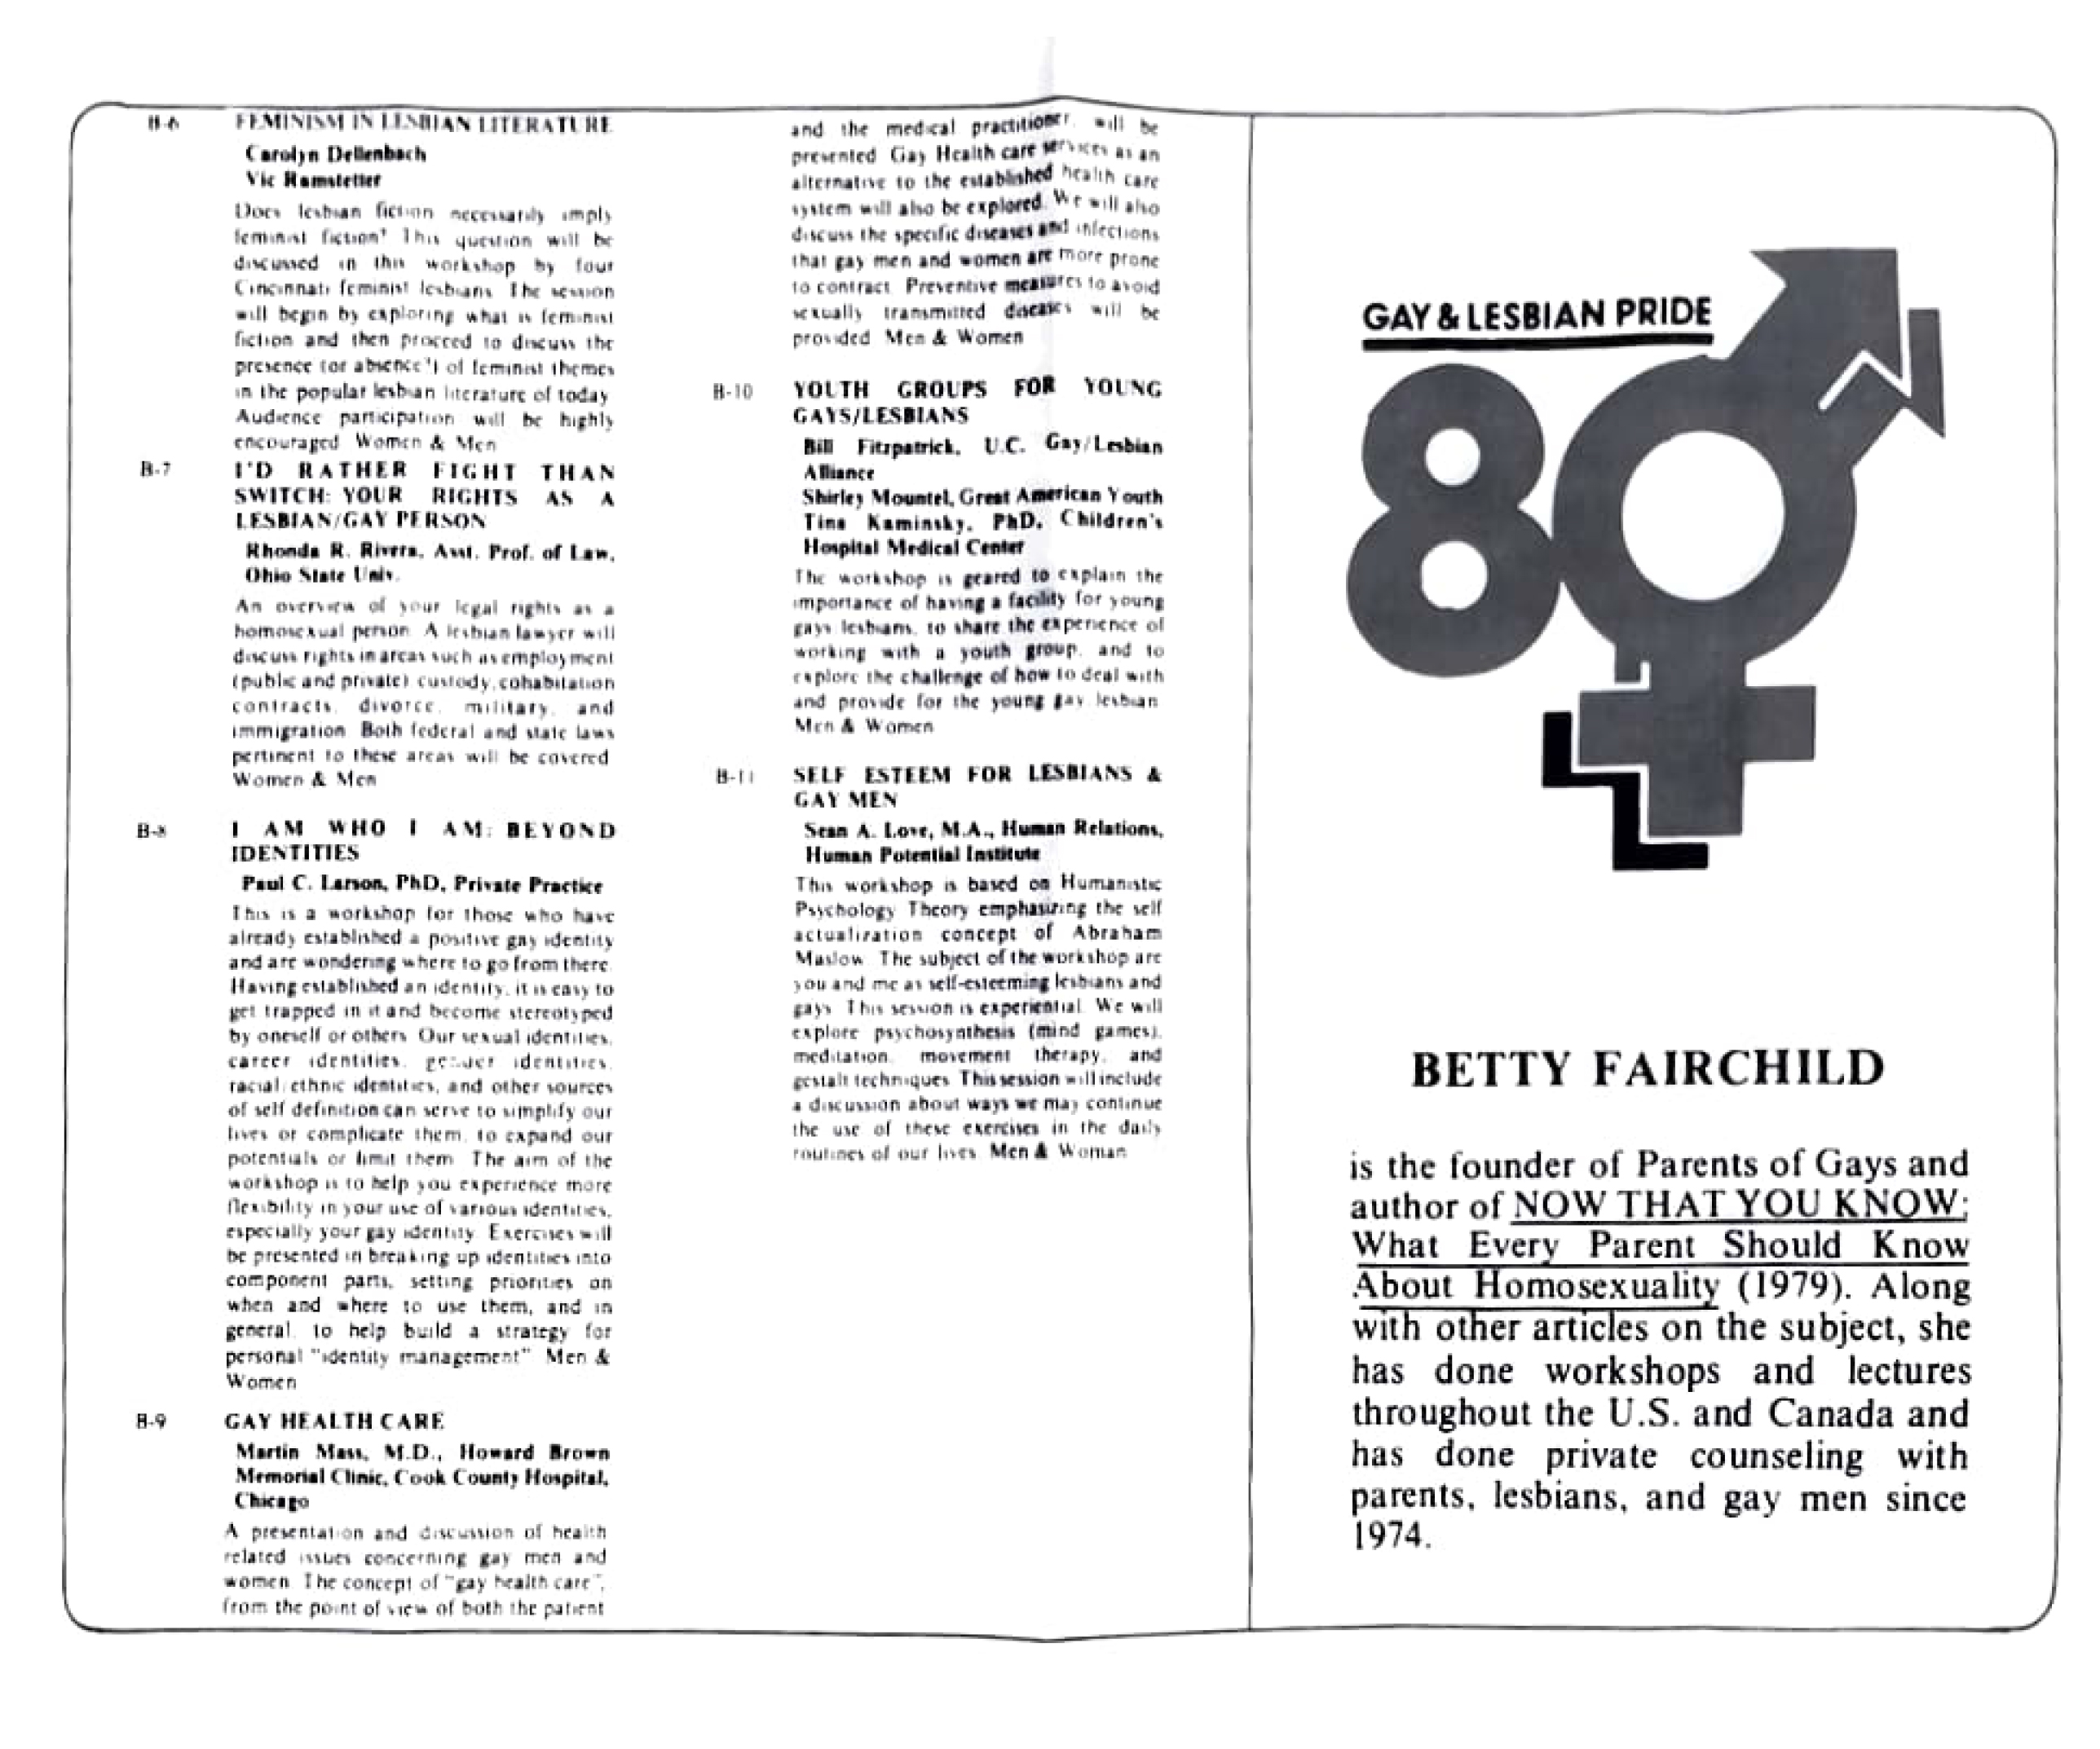 B-6 FEMINISM IN LESBIAN LITERATURE
Carolyn Dellenbach
Vic Ramstetter
Does lesbian fiction necessarily imply
feminist fiction? This question will be
discussed in this workshop by four
Cincinnati feminist lesbians. The session
will begin by exploring what is feminist
fiction and then proceed to discuss the
presence (or absence!) of feminist themes
in the popular lesbian literature of today.
Audience participation will be highly
encouraged. Women & Men
B-7 I'D RATHER FIGHT THAN
SWITCH: YOUR RIGHTS AS A
LESBIAN/GAY PERSON
Rhonda R. Rivera, Asst. Prof. of Law,
Ohio State Univ.
An overview of your legal rights as a
homosexual person. A lesbian lawyer will
discuss rights in areas such as employment
(public and private), custody, cohabitation
contracts, divorce, military, and
immigration. Both federal and state laws
pertinent to these areas will be covered.
Women & Men
B-8 I AM WHO I AM: BEYOND
IDENTITIES
Paul C. Larson, PhD, Private Practice
This is a workshop for those who have
already established a positive gay identity
and are wondering where to go from there.
Having established an identity, it is easy to
get trapped in it and become stereotyped
by oneself or others. Our sexual identities,
career identities, gender identities,
racial/ethnic identities, and other sources
of self definition can serve to simplify our
lives or complicate them, to expand our
potentials or limit them. The aim of the
workshop is to help you experience more
flexibility in your use of various identities,
especially your gay identity. Exercises will
be presented in breaking up identities into
component parts, setting priorities on
when and where to use them, and in
general, to help build a strategy for
personal "identity management". Men &
Women
B-9 GAY HEALTH CARE
Martin Mass, M.D., Howard Brown
Memorial Clinic, Cook County Hospital,
Chicago
A presentation and discussion of health
related issues concerning gay men and
women. The concept of "gay health care",
from the point of view of both the patient
and the medical practitioner, will be
presented. Gay Health care services as an
alternative to the established health care
system will also be explored. We will also
discuss the specific diseases and infections
that gay men and women are more prone
to contract. Preventive measures to avoid
sexually transmitted diseases will be
provided. Men & Women
B-10 YOUTH GROUPS FOR YOUNG
GAYS/LESBIANS
Bill Fitzpatrick, U.C. Gay/Lesbian
Alliance
Shirley Mountel, Great American Youth
Tina Kaminsky, PhD, Children's
Hospital Medical Center
The workshop is geared to explain the
importance of having a facility for young
gays/lesbians, to share the experience of
working with a youth group, and to
explore the challenge of how to deal with
and provide for the young gay/lesbian.
Men & Women
B-11 SELF ESTEEM FOR LESBIANS &
GAY MEN
Sean A. Love, M.A., Human Relations,
Human Potential Institute
This workshop is based on Humanistic
Psychology Theory emphasizing the self
actualization concept of Abraham
Maslow. The subject of the workshop are
you and me as self-esteeming lesbians and
gays. This session is experiential. We will
explore psychosynthesis (mind games),
meditation, movement therapy, and
gestalt techniques. This session will include
a discussion about ways we may continue
the use of these exercises in the daily
routines of our lives. Men & Woman
GAY & LESBIAN PRIDE
80
BETTY FAIRCHILD
is the founder of Parents of Gays and
author of NOW THAT YOU KNOW:
What Every Parent Should Know
About Homosexuality (1979). Along
with other articles on the subject, she
has done workshops and lectures
throughout the U.S. and Canada and
has done private counseling with
parents, lesbians, and gay men since
1974.